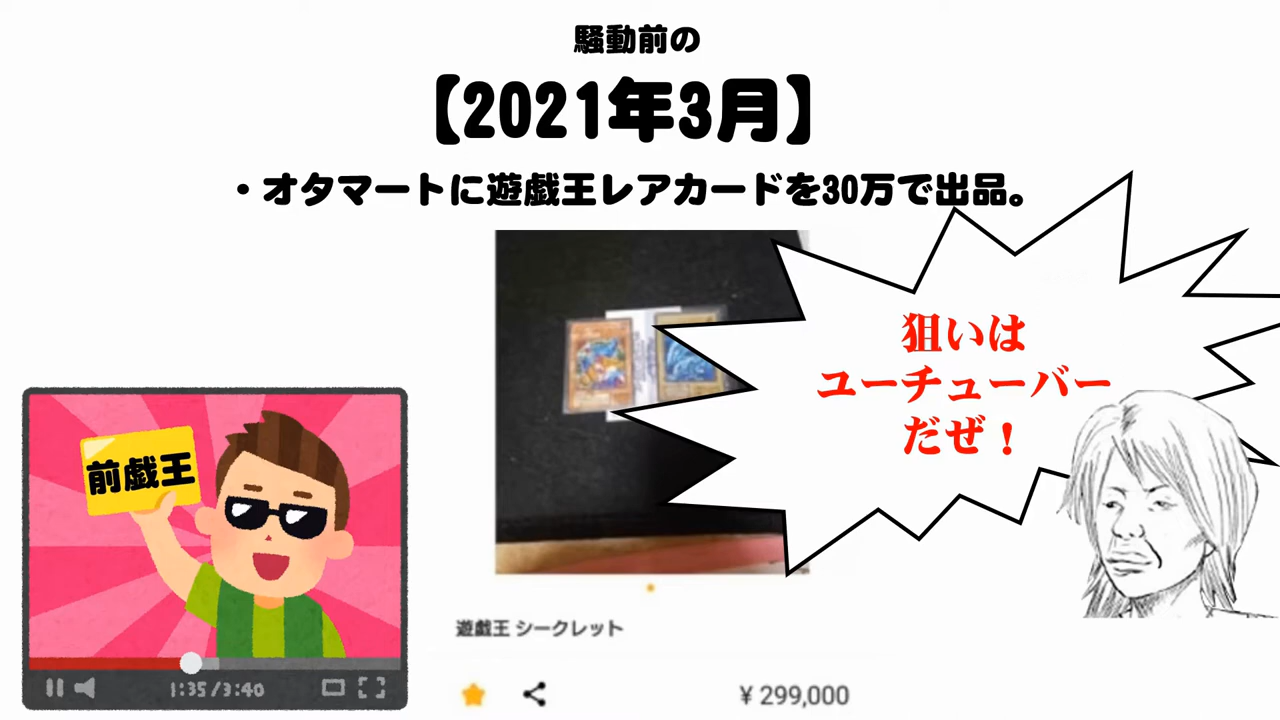 騒動前の
【2021年3月】
・オタマートに遊戯王レアカードを30万で出品。
狙いは
ユーチューバー
だぜ！
前戯王
1:35/3:40
遊戯王 シークレット
¥ 299,000